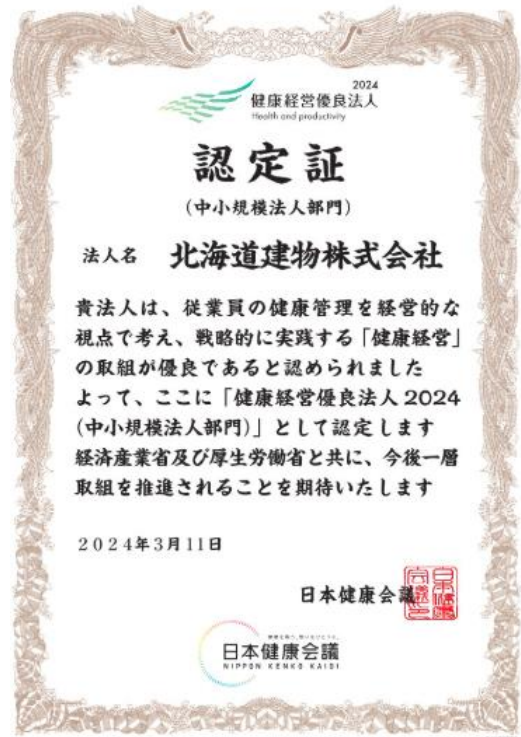 2024
健康経営優良法人
Health and productivity
認定証
(中小規模法人部門)
法人名 北海道建物株式会社
貴法人は、従業員の健康管理を経営的な
視点で考え、戦略的に実践する「健康経営」
の取組が優良であると認められました
よって、ここに「健康経営優良法人2024
(中小規模法人部門)」として認定します
経済産業省及び厚生労働省と共に、今後一層
取組を推進されることを期待いたします
2024年3月11日
日本健康会議
日本健康会議
NIPPON KENKO KAIGI